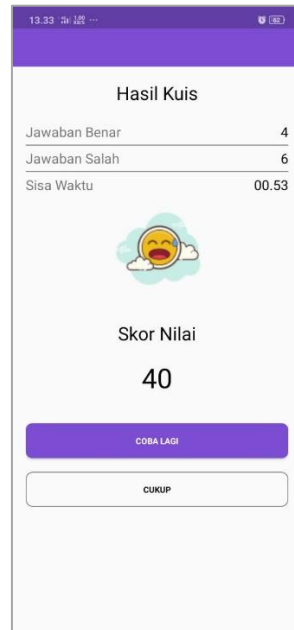 13.33
Hasil Kuis
Jawaban Benar 4
Jawaban Salah 6
Sisa Waktu 00.53
Skor Nilai
40
COBA LAGI
CUKUP